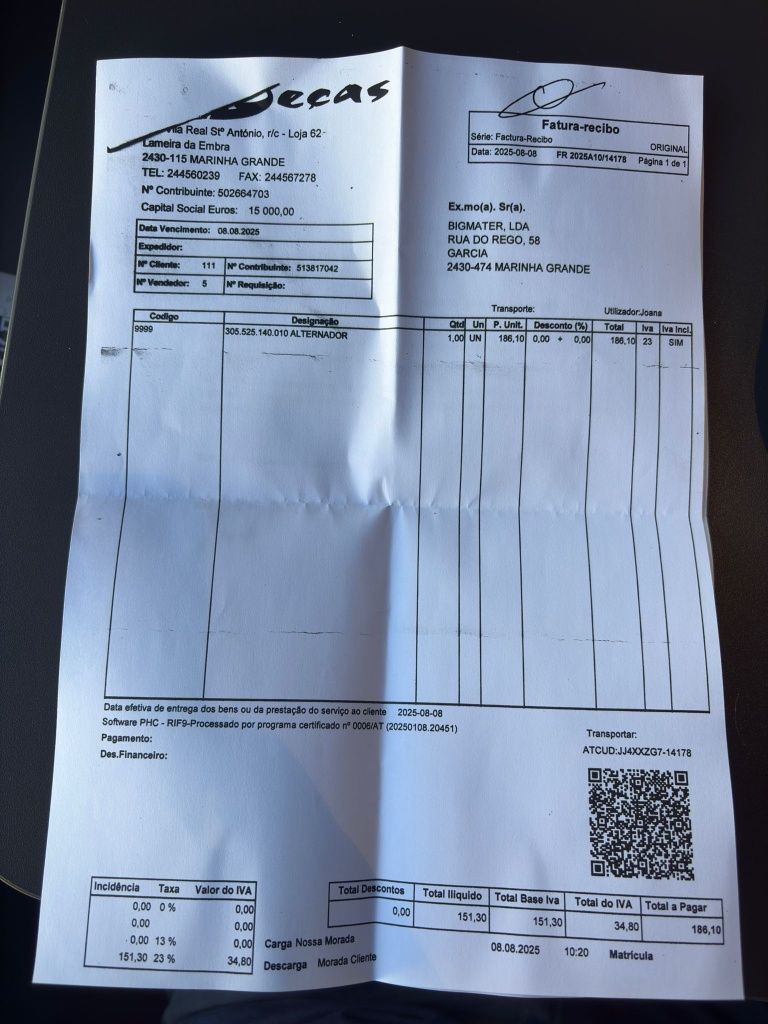 Pecas
Vila Real Stº António, r/c - Loja 62-
Lameira da Embra
2430-115 MARINHA GRANDE
TEL: 244560239 FAX: 244567278
Nº Contribuinte: 502664703
Capital Social Euros: 15 000,00
Fatura-recibo
Série: Factura-Recibo
ORIGINAL
Data: 2025-08-08 FR 2025A10/14178 Página 1 de 1
Data Vencimento: 08.08.2025
Expedidor:
Nº Cliente: 111 Nº Contribuinte: 513817042
Nº Vendedor: 5 Nº Requisição:
Ex.mo(a). Sr(a).
BIGMATER, LDA
RUA DO REGO, 58
GARCIA
2430-474 MARINHA GRANDE
Transporte: Utilizador:Joana
Codigo Designação Qtd Un P. Unit. Desconto (%) Total Iva Iva Incl.
9999 305.525.140.010 ALTERNADOR 1,00 UN 186,10 0,00 + 0,00 186,10 23 SIM
Data efetiva de entrega dos bens ou da prestação do serviço ao cliente 2025-08-08
Software PHC - RIF9-Processado por programa certificado nº 0006/AT (20250108.20451)
Pagamento:
Des.Financeiro:
Transportar:
ATCUD:JJ4XXZG7-14178
Incidência Taxa Valor do IVA
0,00 0 % 0,00
0,00 0,00
0,00 13 % 0,00
151,30 23 % 34,80
Carga Nossa Morada
Descarga Morada Cliente
Total Descontos Total Iliquido Total Base Iva Total do IVA Total a Pagar
0,00 151,30 151,30 34,80 186,10
08.08.2025 10:20 Matrícula